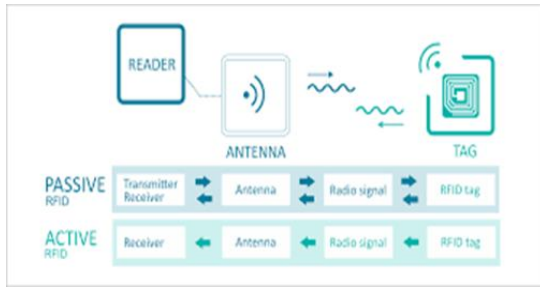 READER
ANTENNA
TAG
PASSIVE
RFID
Transmitter
Receiver
Antenna
Radio signal
RFID tag
ACTIVE
RFID
Receiver
Antenna
Radio signal
RFID tag